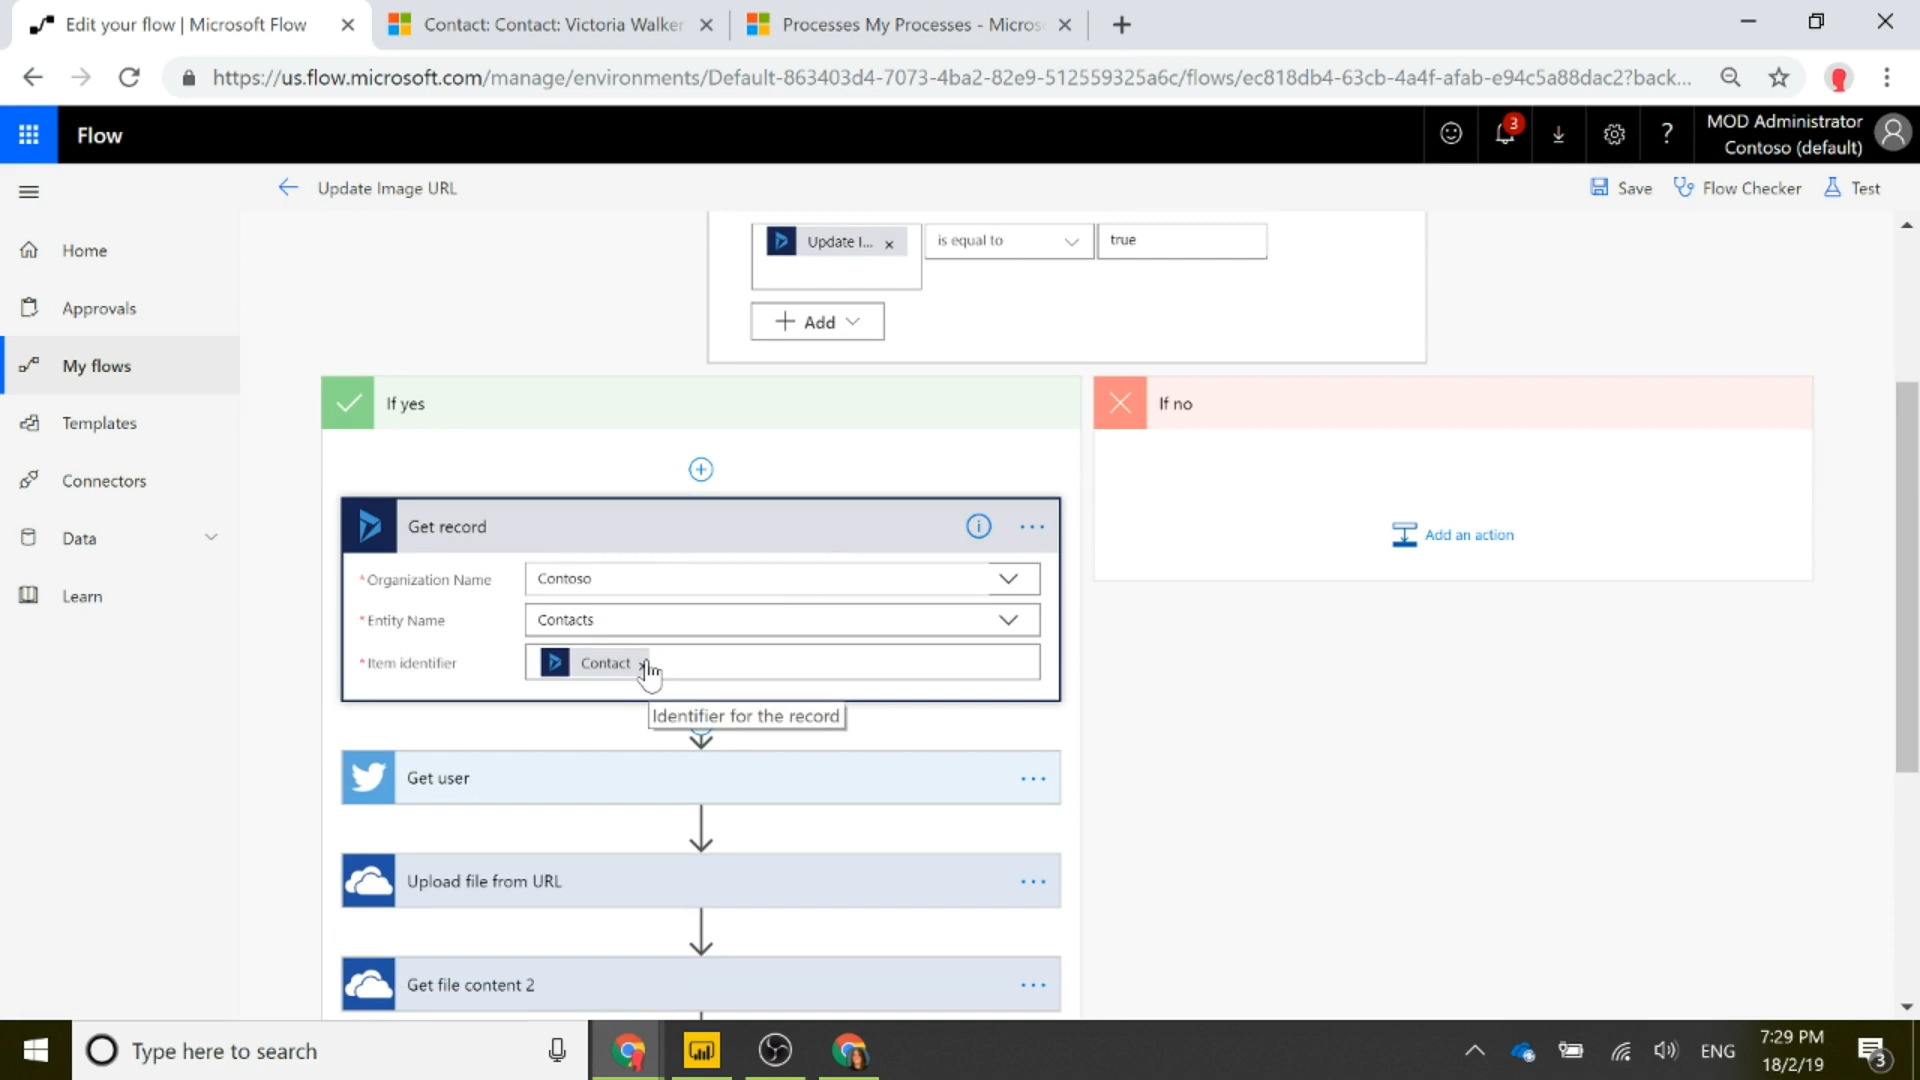 Edit your flow | Microsoft Flow
Contact: Contact: Victoria Walker
Processes My Processes - Micros
https://us.flow.microsoft.com/manage/environments/Default-863403d4-7073-4ba2-82e9-512559325a6c/flows/ec818db4-63cb-4a4f-afab-e94c5a88dac2?back...
Flow
3
?
MOD Administrator
Contoso (default)
Update Image URL
Save
Flow Checker
Test
Home
Approvals
My flows
Templates
Connectors
Data
Learn
Update I... x
is equal to
true
+ Add
If yes
If no
Add an action
Get record
...
*Organization Name
Contoso
*Entity Name
Contacts
*Item identifier
Contact
Identifier for the record
Get user
...
Upload file from URL
...
Get file content 2
...
Type here to search
ENG
7:29 PM
18/2/19
3